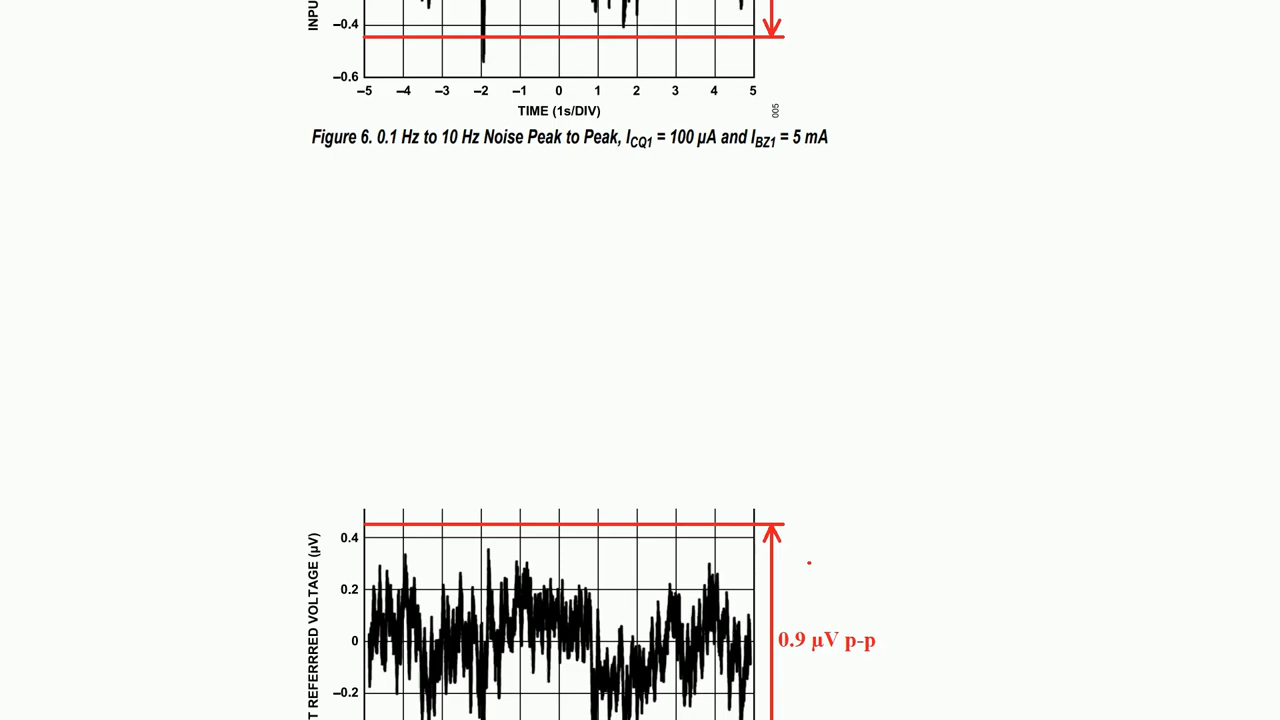 INPU
–0.4
–0.6
–5 –4 –3 –2 –1 0 1 2 3 4 5
TIME (1s/DIV)
005
Figure 6. 0.1 Hz to 10 Hz Noise Peak to Peak, ICQ1 = 100 µA and IBZ1 = 5 mA
T REFERRRED VOLTAGE (µV)
0.4
0.2
0
0.9 µV p-p
–0.2